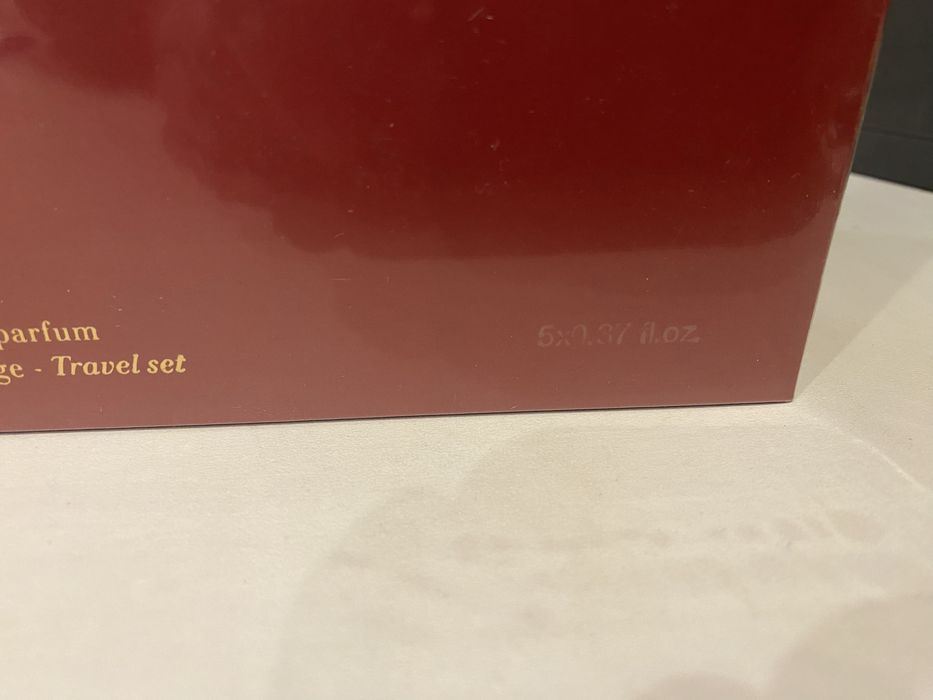 parfum
ge - Travel set
5x0.37 fl.oz